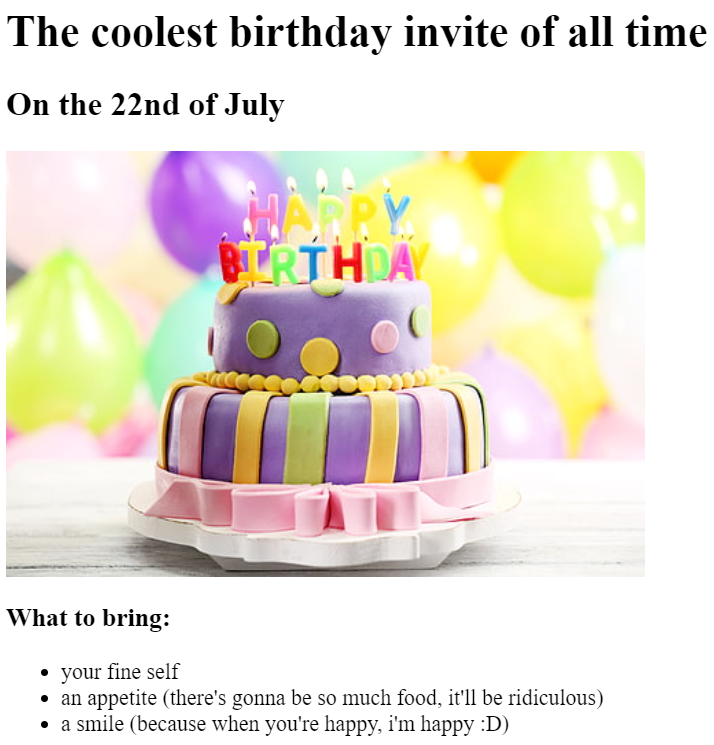 The coolest birthday invite of all time
On the 22nd of July
HAPPY
BIRTHDAY
What to bring:
your fine self
an appetite (there's gonna be so much food, it'll be ridiculous)
a smile (because when you're happy, i'm happy :D)